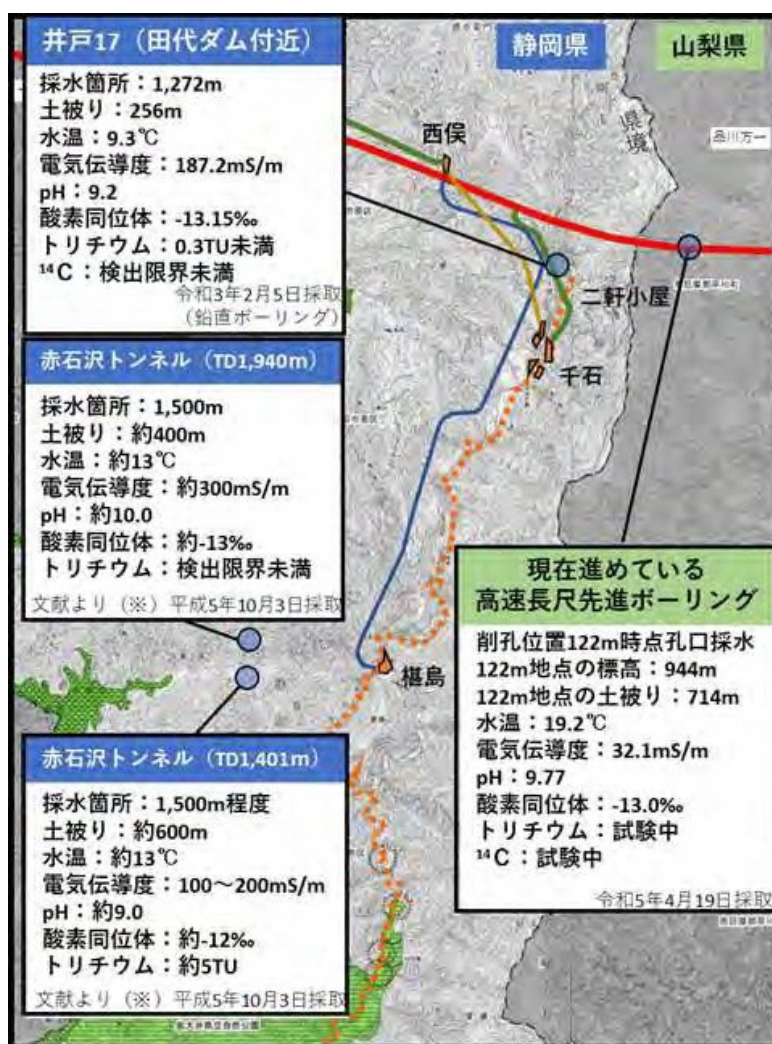 井戸17（田代ダム付近）
採水箇所：1,272m
土被り：256m
水温：9.3℃
電気伝導度：187.2mS/m
pH：9.2
酸素同位体：-13.15‰
トリチウム：0.3TU未満
¹⁴C：検出限界未満
令和3年2月5日採取
（鉛直ボーリング）
静岡県
山梨県
県境
西俣
二軒小屋
千石
椹島
赤石沢トンネル（TD1,940m）
採水箇所：1,500m
土被り：約400m
水温：約13℃
電気伝導度：約300mS/m
pH：約10.0
酸素同位体：約-13‰
トリチウム：検出限界未満
文献より（※）平成5年10月3日採取
赤石沢トンネル（TD1,401m）
採水箇所：1,500m程度
土被り：約600m
水温：約13℃
電気伝導度：100～200mS/m
pH：約9.0
酸素同位体：約-12‰
トリチウム：約5TU
文献より（※）平成5年10月3日採取
現在進めている
高速長尺先進ボーリング
削孔位置122m時点孔口採水
122m地点の標高：944m
122m地点の土被り：714m
水温：19.2℃
電気伝導度：32.1mS/m
pH：9.77
酸素同位体：-13.0‰
トリチウム：試験中
¹⁴C：試験中
令和5年4月19日採取
品川方